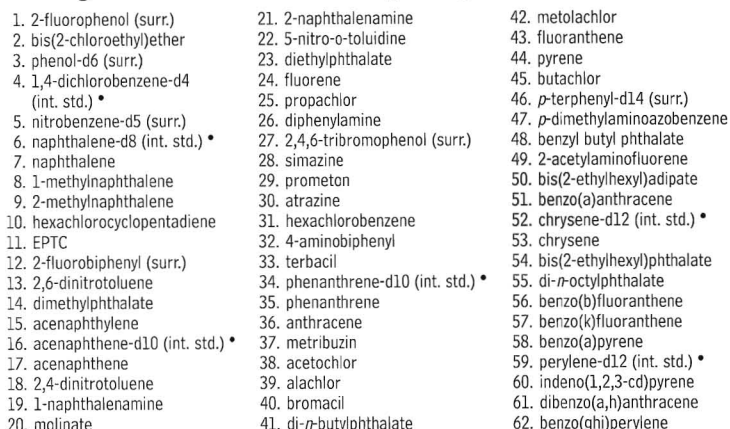 1. 2-fluorophenol (surr.)
2. bis(2-chloroethyl)ether
3. phenol-d6 (surr.)
4. 1,4-dichlorobenzene-d4
(int. std.) •
5. nitrobenzene-d5 (surr.)
6. naphthalene-d8 (int. std.) •
7. naphthalene
8. 1-methylnaphthalene
9. 2-methylnaphthalene
10. hexachlorocyclopentadiene
11. EPTC
12. 2-fluorobiphenyl (surr.)
13. 2,6-dinitrotoluene
14. dimethylphthalate
15. acenaphthylene
16. acenaphthene-d10 (int. std.) •
17. acenaphthene
18. 2,4-dinitrotoluene
19. 1-naphthalenamine
20. molinate
21. 2-naphthalenamine
22. 5-nitro-o-toluidine
23. diethylphthalate
24. fluorene
25. propachlor
26. diphenylamine
27. 2,4,6-tribromophenol (surr.)
28. simazine
29. prometon
30. atrazine
31. hexachlorobenzene
32. 4-aminobiphenyl
33. terbacil
34. phenanthrene-d10 (int. std.) •
35. phenanthrene
36. anthracene
37. metribuzin
38. acetochlor
39. alachlor
40. bromacil
41. di-n-butylphthalate
42. metolachlor
43. fluoranthene
44. pyrene
45. butachlor
46. p-terphenyl-d14 (surr.)
47. p-dimethylaminoazobenzene
48. benzyl butyl phthalate
49. 2-acetylaminofluorene
50. bis(2-ethylhexyl)adipate
51. benzo(a)anthracene
52. chrysene-d12 (int. std.) •
53. chrysene
54. bis(2-ethylhexyl)phthalate
55. di-n-octylphthalate
56. benzo(b)fluoranthene
57. benzo(k)fluoranthene
58. benzo(a)pyrene
59. perylene-d12 (int. std.) •
60. indeno(1,2,3-cd)pyrene
61. dibenzo(a,h)anthracene
62. benzo(ghi)perylene